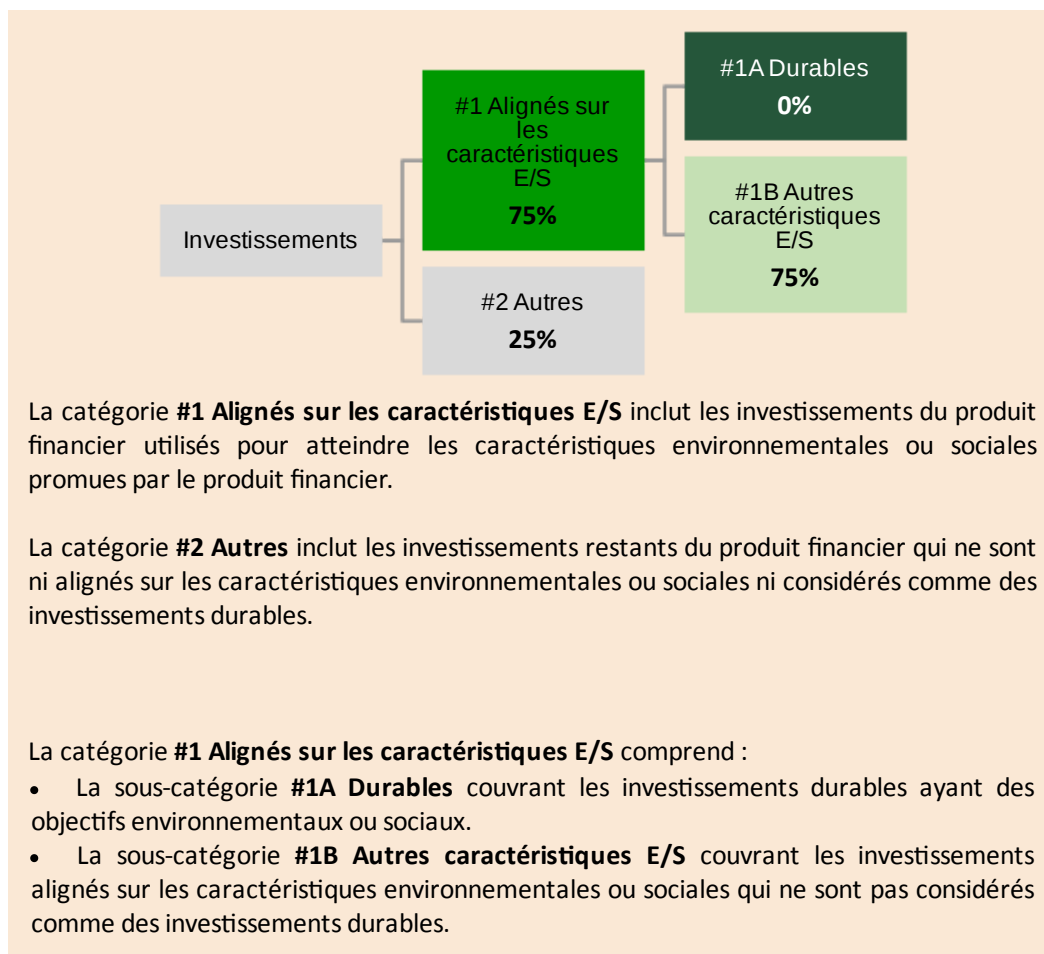 #1A Durables
0%
#1 Alignés sur
les
caractéristiques
E/S
75%
#1B Autres
caractéristiques
E/S
75%
Investissements
#2 Autres
25%
La catégorie #1 Alignés sur les caractéristiques E/S inclut les investissements du produit
financier utilisés pour atteindre les caractéristiques environnementales ou sociales
promues par le produit financier.
La catégorie #2 Autres inclut les investissements restants du produit financier qui ne sont
ni alignés sur les caractéristiques environnementales ou sociales ni considérés comme des
investissements durables.
La catégorie #1 Alignés sur les caractéristiques E/S comprend :
• La sous-catégorie #1A Durables couvrant les investissements durables ayant des
objectifs environnementaux ou sociaux.
• La sous-catégorie #1B Autres caractéristiques E/S couvrant les investissements
alignés sur les caractéristiques environnementales ou sociales qui ne sont pas considérés
comme des investissements durables.